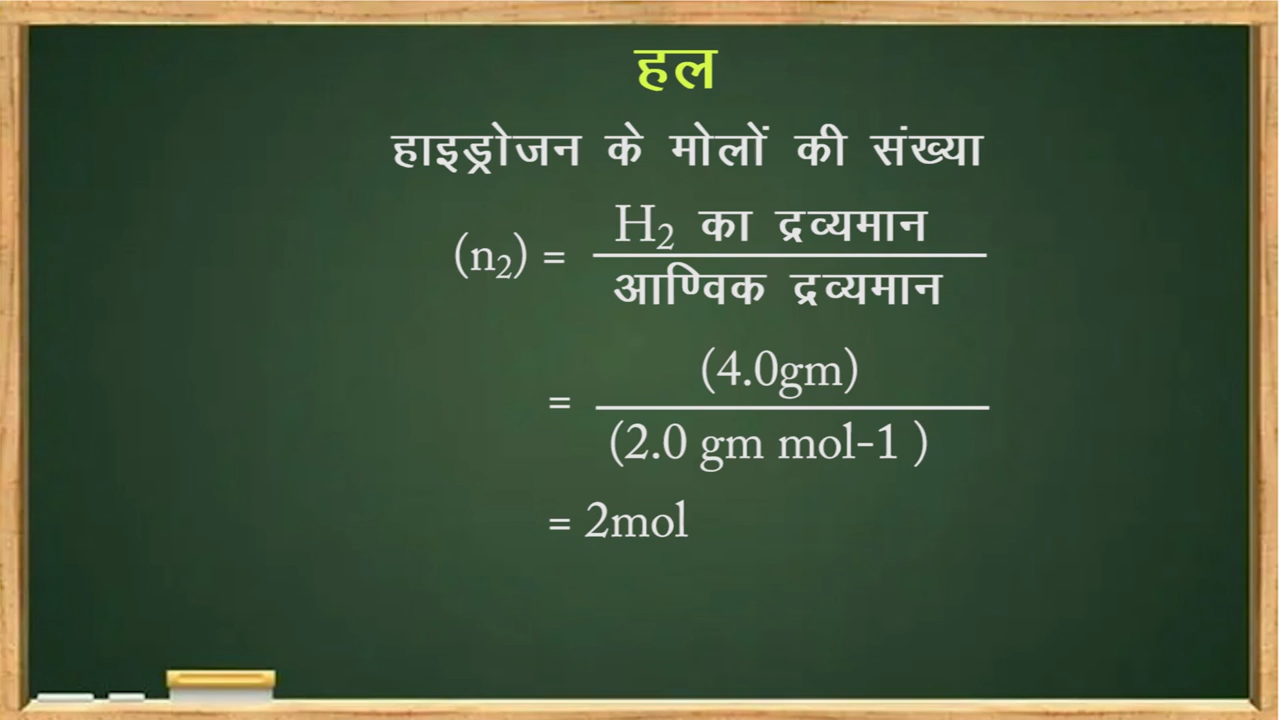 हल
हाइड्रोजन के मोलों की संख्या
(n₂) = H₂ का द्रव्यमान
आण्विक द्रव्यमान
= (4.0gm)
(2.0 gm mol-1 )
= 2mol